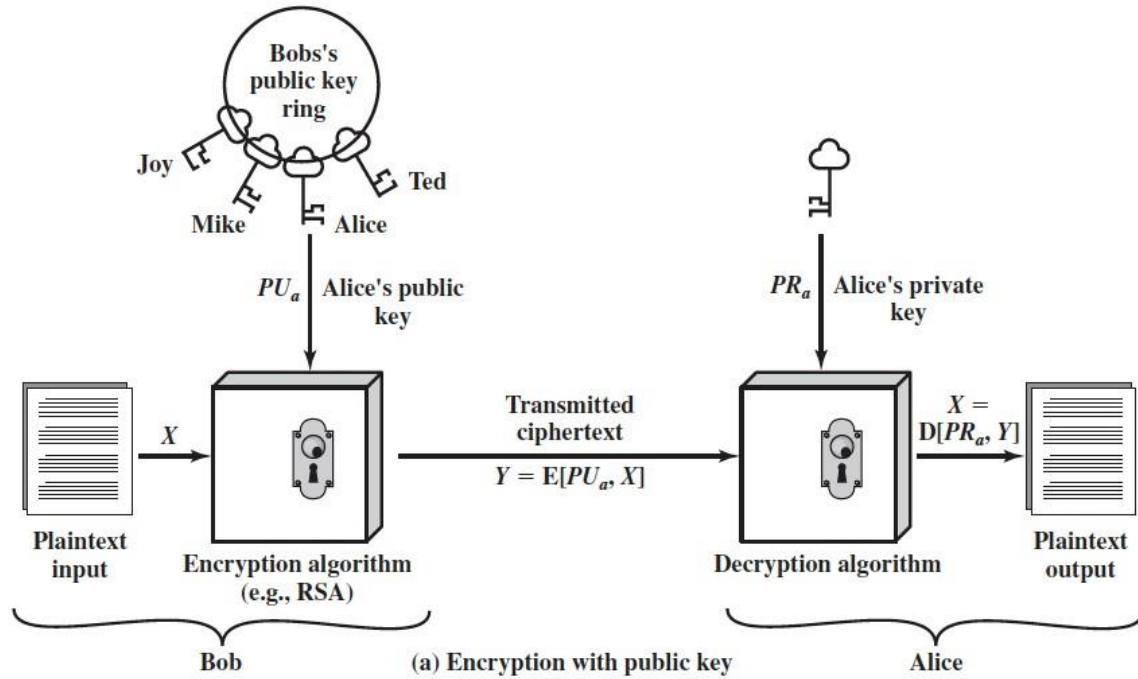 Bobs's
public key
ring
Joy
Ted
Mike
Alice
PUₐ
Alice's public
key
PRₐ
Alice's private
key
X
Transmitted
ciphertext
Y = E[PUₐ, X]
X =
D[PRₐ, Y]
Plaintext
input
Encryption algorithm
(e.g., RSA)
Decryption algorithm
Plaintext
output
Bob
(a) Encryption with public key
Alice